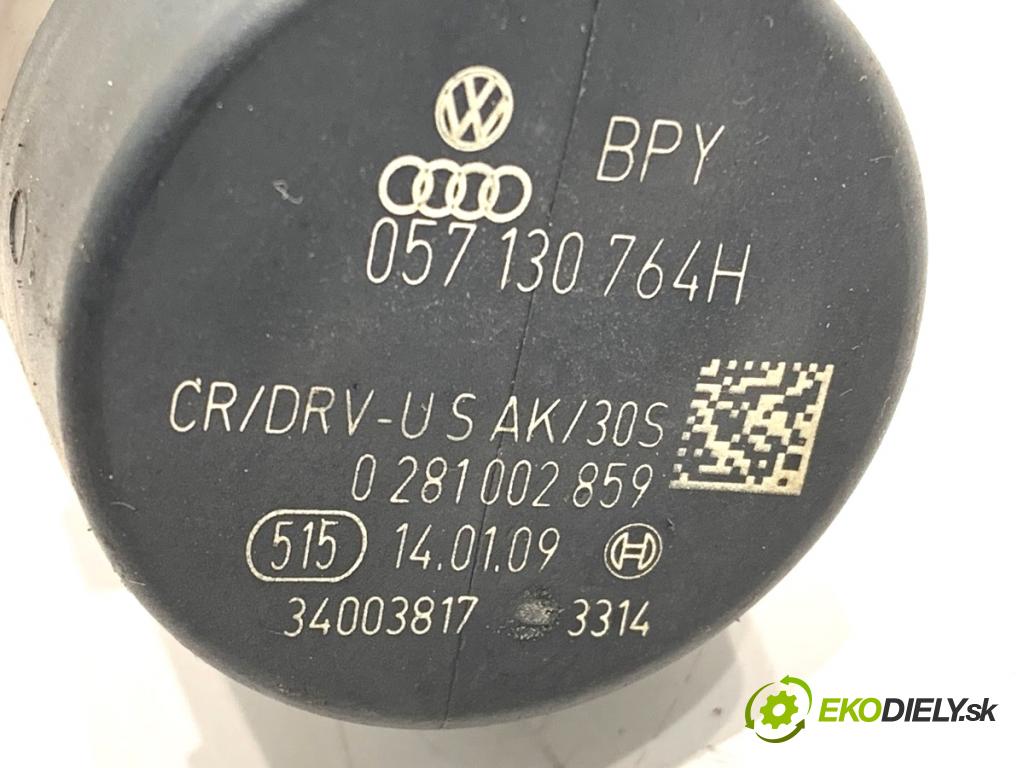 BPY
057 130 764H
CR/DRV-U S AK/30S
0 281 002 859
515 14.01.09
34003817 3314
EKODIELY.sk